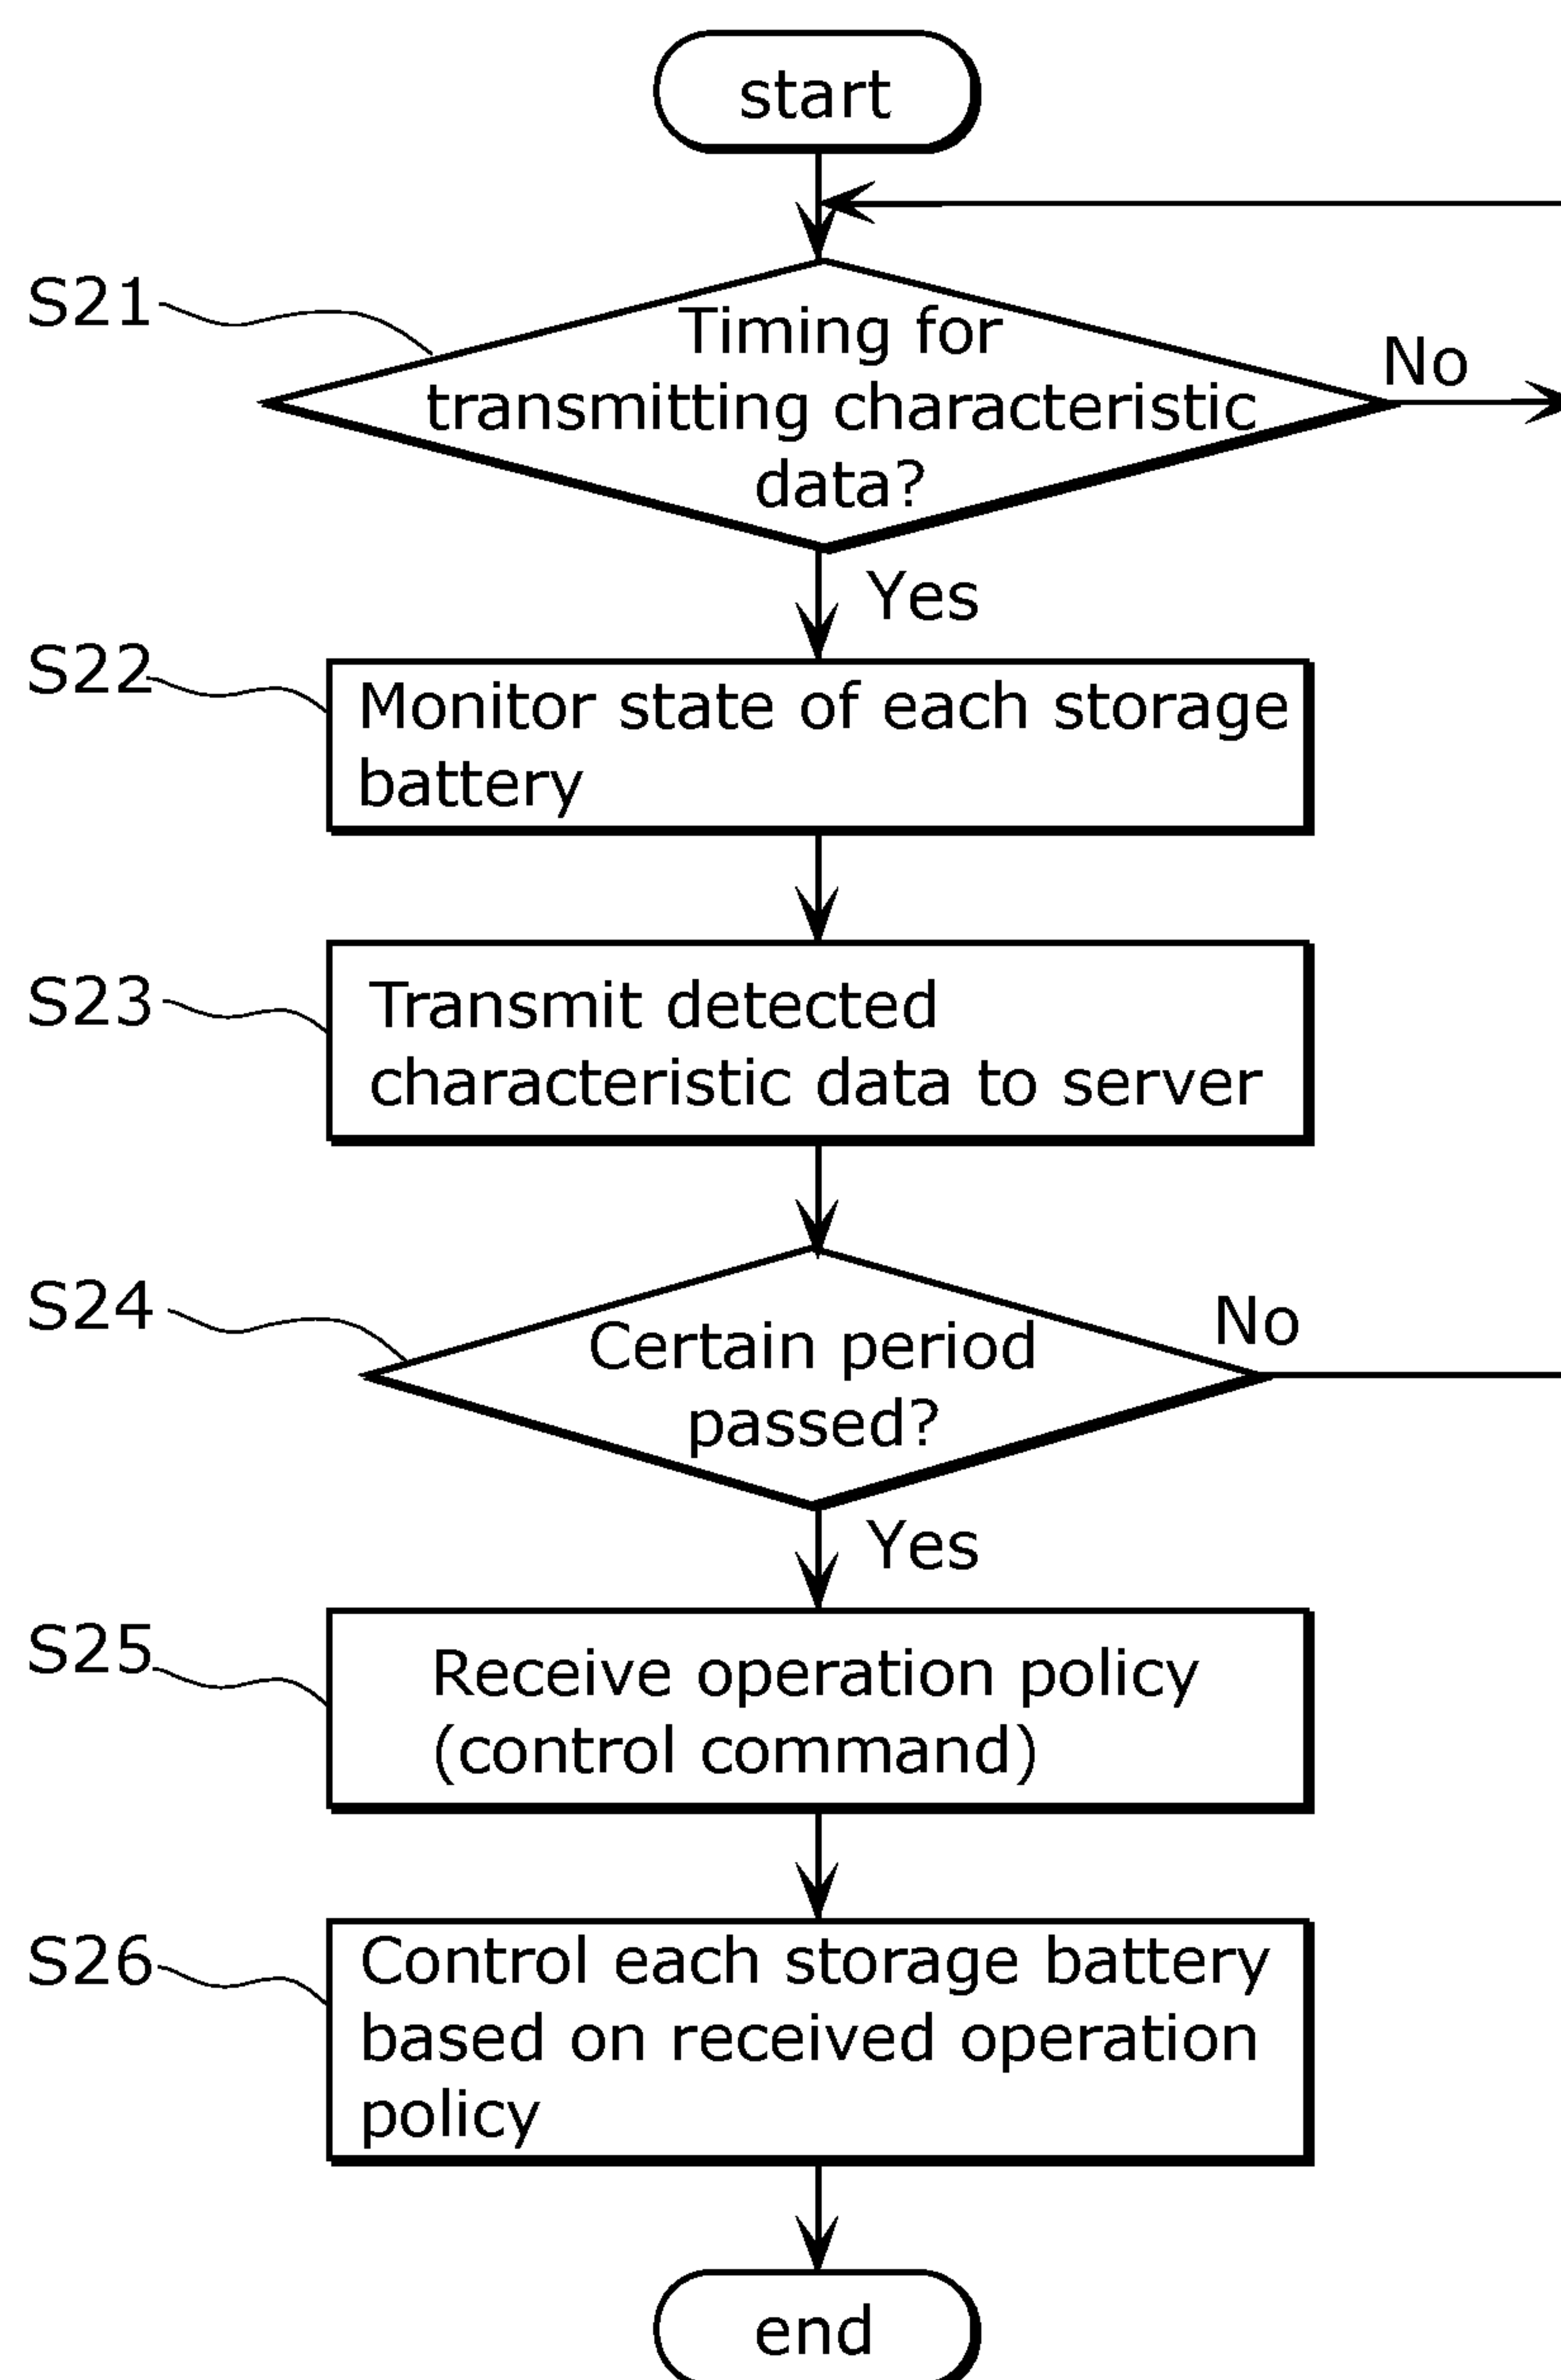 start
S21
Timing for
transmitting characteristic
data?
No
Yes
S22
Monitor state of each storage
battery
S23
Transmit detected
characteristic data to server
S24
Certain period
passed?
No
Yes
S25
Receive operation policy
(control command)
S26
Control each storage battery
based on received operation
policy
end